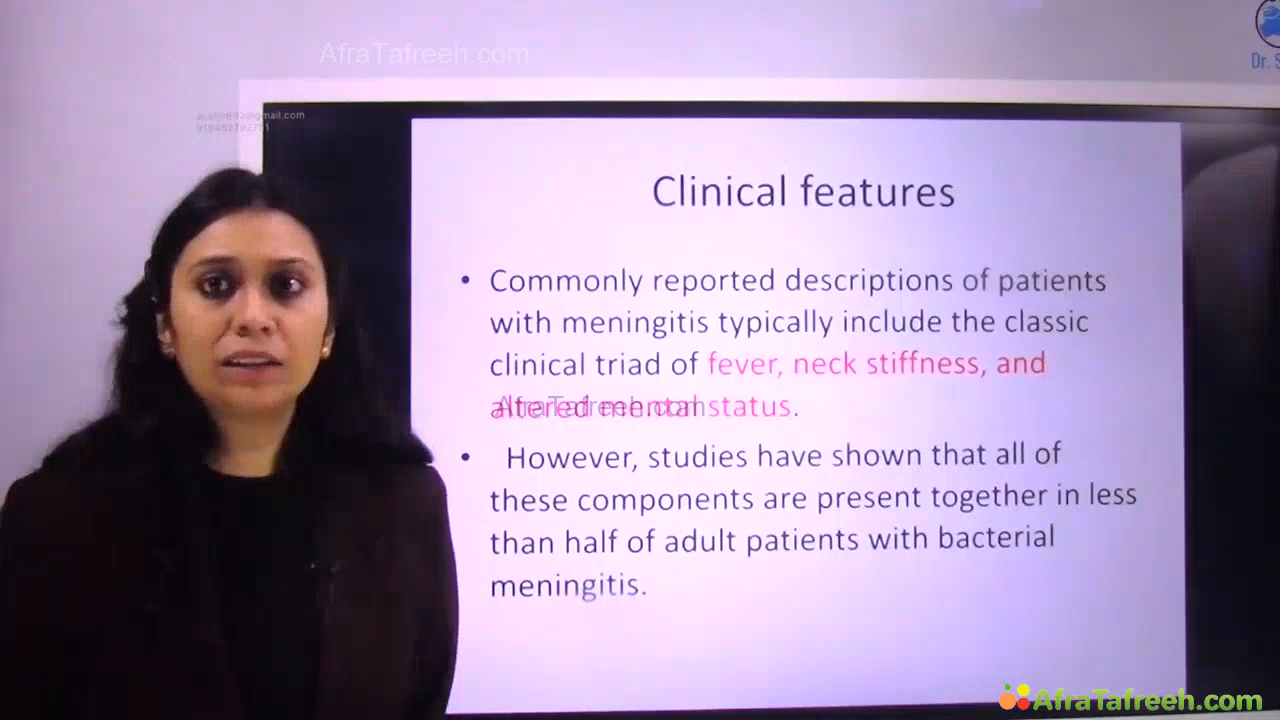 AfraTafreeh.com
Dr. S
Clinical features
• Commonly reported descriptions of patients
with meningitis typically include the classic
clinical triad of fever, neck stiffness, and
altered mental status.
AfraTafreeh.com
• However, studies have shown that all of
these components are present together in less
than half of adult patients with bacterial
meningitis.
AfraTafreeh.com